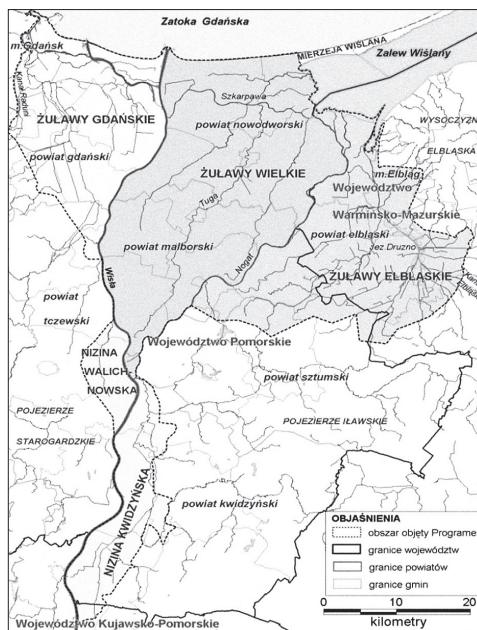 Zatoka Gdańska
MIERZEJA WIŚLANA
m.Gdańsk
Zalew Wiślany
Kanał Raduni
Szkarpawa
WYSOCZYZN
ELBLĄSKA
ŻUŁAWY GDAŃSKIE
powiat nowodworski
powiat gdański
ŻUŁAWY WIELKIE
m.Elbląg
Województwo
Warmińsko-Mazurskie
Tuga
powiat elbląski
powiat malborski
jez.Druzno
Nogat
ŻUŁAWY ELBLĄSKIE
Wisła
powiat
tczewski
Województwo Pomorskie
NIZINA
WALICH-
NOWSKA
powiat sztumski
POJEZIERZE
STAROGARDZKIE
POJEZIERZE IŁAWSKIE
NIZINA KWIDZYŃSKA
powiat kwidzyński
OBJAŚNIENIA
obszar objęty Programe
granice województw
granice powiatów
granice gmin
0 10 20
kilometry
Województwo Kujawsko-Pomorskie